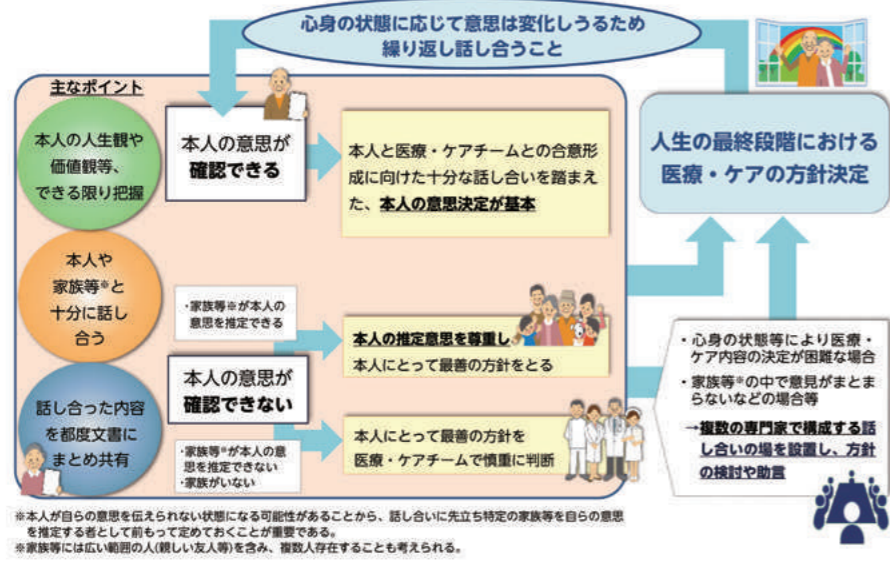 心身の状態に応じて意思は変化しうるため
繰り返し話し合うこと
主なポイント
本人の人生観や
価値観等、
できる限り把握
本人や
家族等※と
十分に話し
合う
話し合った内容
を都度文書に
まとめ共有
本人の意思が
確認できる
本人と医療・ケアチームとの合意形
成に向けた十分な話し合いを踏まえ
た、本人の意思決定が基本
・家族等※が本人の
意思を推定できる
本人の意思が
確認できない
・家族等※が本人の意
思を推定できない
・家族がいない
本人の推定意思を尊重し、
本人にとって最善の方針をとる
本人にとって最善の方針を
医療・ケアチームで慎重に判断
人生の最終段階における
医療・ケアの方針決定
・心身の状態等により医療・
ケア内容の決定が困難な場合
・家族等※の中で意見がまとま
らないなどの場合等
→複数の専門家で構成する話
し合いの場を設置し、方針
の検討や助言
※本人が自らの意思を伝えられない状態になる可能性があることから、話し合いに先立ち特定の家族等を自らの意思
を推定する者として前もって定めておくことが重要である。
※家族等には広い範囲の人(親しい友人等)を含み、複数人存在することも考えられる。